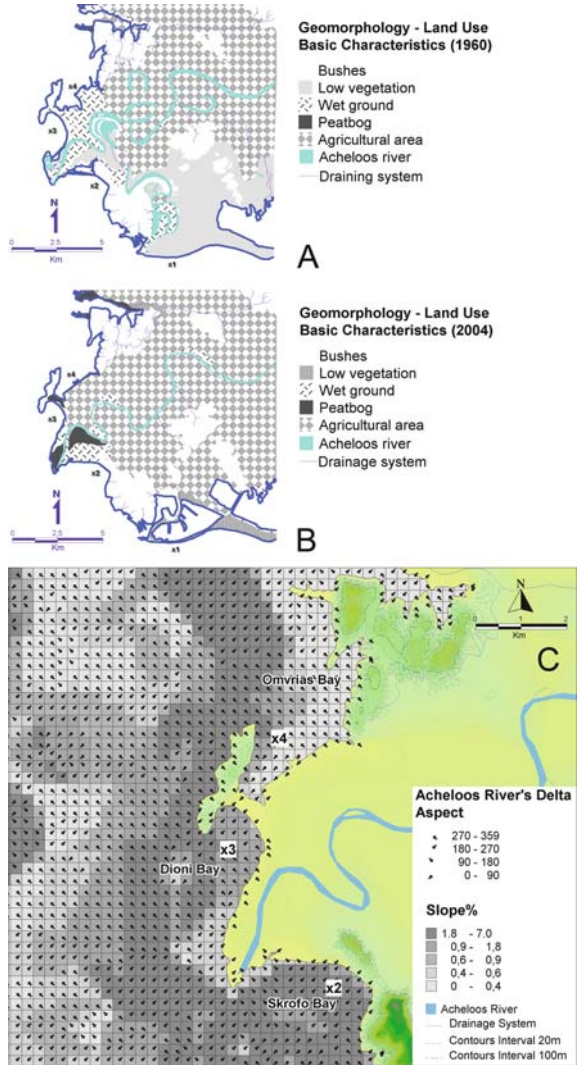 Geomorphology - Land Use
Basic Characteristics (1960)
Bushes
Low vegetation
Wet ground
Peatbog
Agricultural area
Acheloos river
Draining system
x4
x3
x2
x1
N
0 2.5 5
Km
A
Geomorphology - Land Use
Basic Characteristics (2004)
Bushes
Low vegetation
Wet ground
Peatbog
Agricultural area
Acheloos river
Drainage system
x4
x3
x2
x1
N
0 2.5 5
Km
B
N
0 1 2
Km
C
Omvrias Bay
x4
x3
Dioni Bay
x2
Skrofo Bay
Acheloos River's Delta
Aspect
270 - 359
180 - 270
90 - 180
0 - 90
Slope%
1.8 - 7.0
0,9 - 1,8
0,6 - 0,9
0,4 - 0,6
0 - 0,4
Acheloos River
Drainage System
Contours Interval 20m
Contours Interval 100m